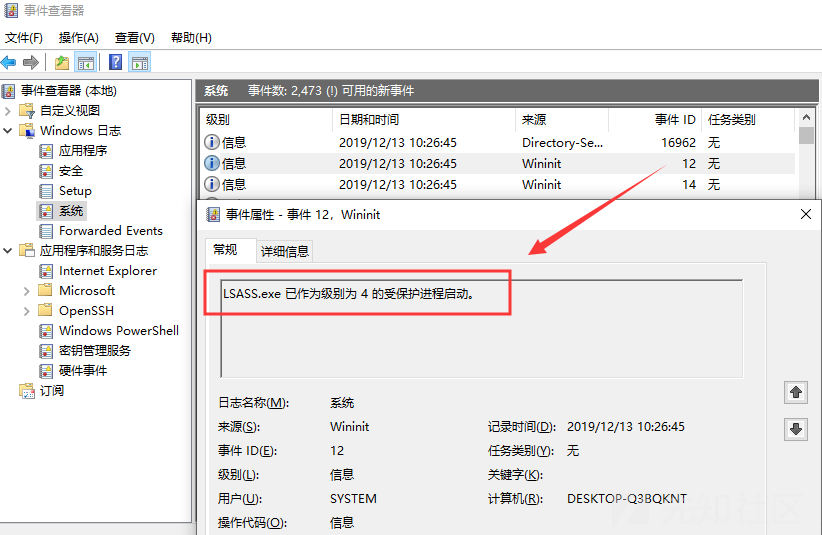 事件查看器
文件(F) 操作(A) 查看(V) 帮助(H)
事件查看器 (本地)
自定义视图
Windows 日志
应用程序
安全
Setup
系统
Forwarded Events
应用程序和服务日志
Internet Explorer
Microsoft
OpenSSH
Windows PowerShell
密钥管理服务
硬件事件
订阅
系统 事件数: 2,473 (!) 可用的新事件
级别 日期和时间 来源 事件 ID 任务类别
信息 2019/12/13 10:26:45 Directory-Se... 16962 无
信息 2019/12/13 10:26:45 Wininit 12 无
信息 2019/12/13 10:26:45 Wininit 14 无
事件属性 - 事件 12，Wininit
常规 详细信息
LSASS.exe 已作为级别为 4 的受保护进程启动。
日志名称(M): 系统
来源(S): Wininit 记录时间(D): 2019/12/13 10:26:45
事件 ID(E): 12 任务类别(Y): 无
级别(L): 信息 关键字(K):
用户(U): SYSTEM 计算机(R): DESKTOP-Q3BQKNT
操作代码(O): 信息
先知社区